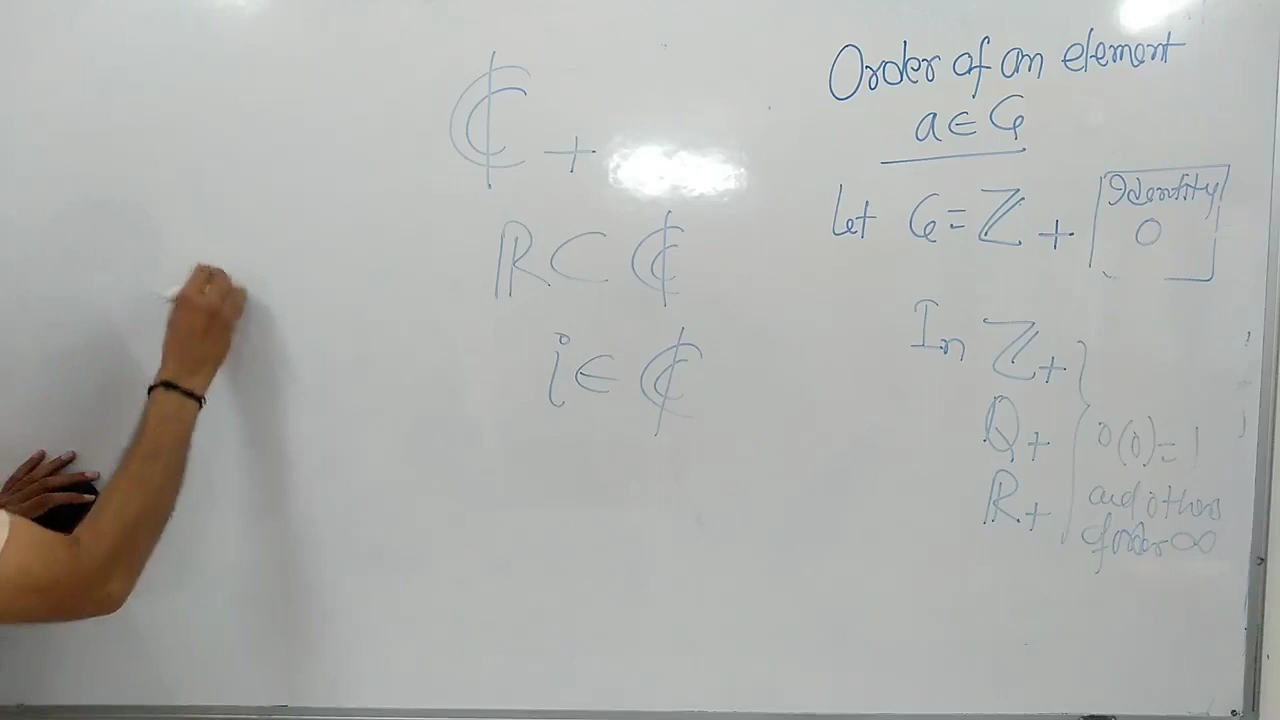 ℂ +
ℝ ⊂ ℂ
i ∈ ℂ
Order of an element
a ∈ G
Let G = ℤ + Identity
0
In ℤ +
ℚ +
ℝ +
o(0) = 1
and others
of order ∞